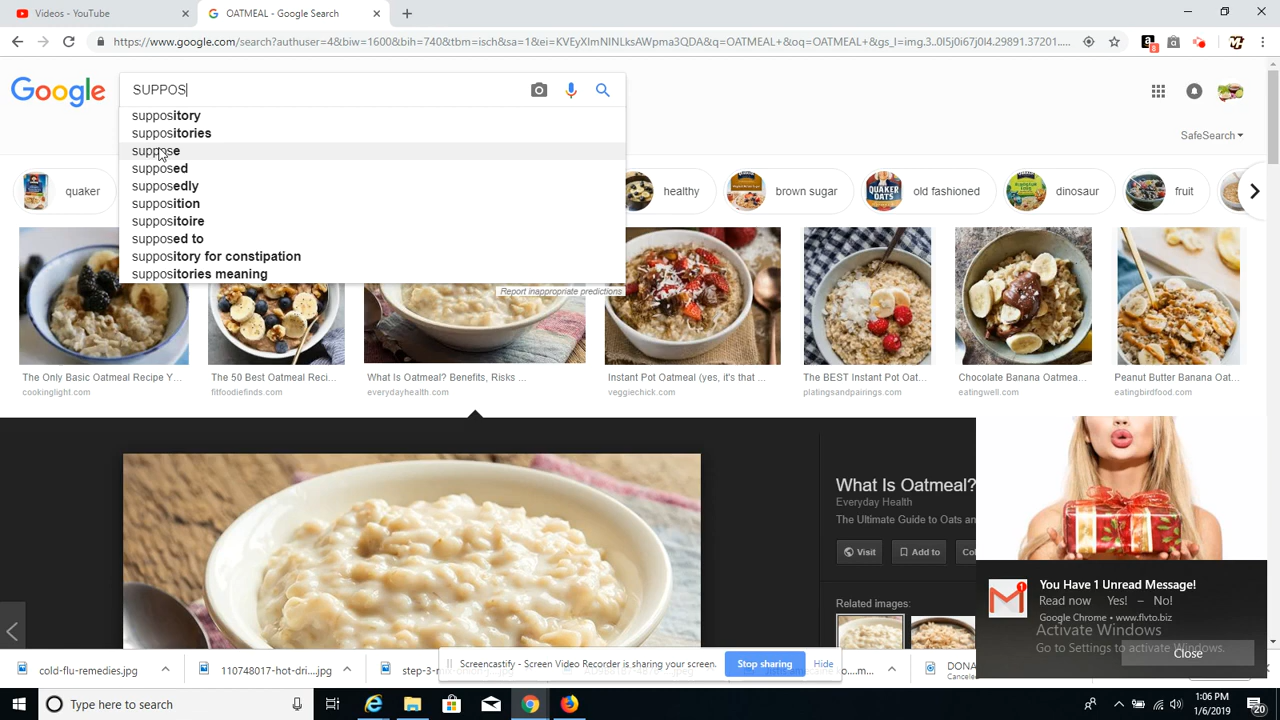 Videos - YouTube
OATMEAL - Google Search
https://www.google.com/search?authuser=4&biw=1600&bih=740&tbm=isch&sa=1&ei=KVEyXImNINLksAWpma3QDA&q=OATMEAL+&oq=OATMEAL+&gs_l=img.3..0l5j0i67j0l4.29891.37201.....
8
Google
SUPPOS
SafeSearch
suppository
suppositories
suppose
supposed
supposedly
supposition
suppositoire
supposed to
suppository for constipation
suppositories meaning
Report inappropriate predictions
quaker
healthy
brown sugar
QUAKER OATS
old fashioned
dinosaur
fruit
The Only Basic Oatmeal Recipe Y...
cookinglight.com
The 50 Best Oatmeal Reci...
fitfoodiefinds.com
What Is Oatmeal? Benefits, Risks ...
everydayhealth.com
Instant Pot Oatmeal (yes, it's that ...
veggiechick.com
The BEST Instant Pot Oat...
platingsandpairings.com
Chocolate Banana Oatmea...
eatingwell.com
Peanut Butter Banana Oat...
eatingbirdfood.com
What Is Oatmeal?
Everyday Health
The Ultimate Guide to Oats an
Visit
Add to
Col
Related images:
1
You Have 1 Unread Message!
Read now Yes! – No!
Google Chrome • www.flvto.biz
Activate Windows
Go to Settings to activate Windows.
Close
cold-flu-remedies.jpg
110748017-hot-dri....jpg
Screencastify - Screen Video Recorder is sharing your screen.
Stop sharing
Hide
DONA
Cancele
Type here to search
1:06 PM
1/6/2019
20